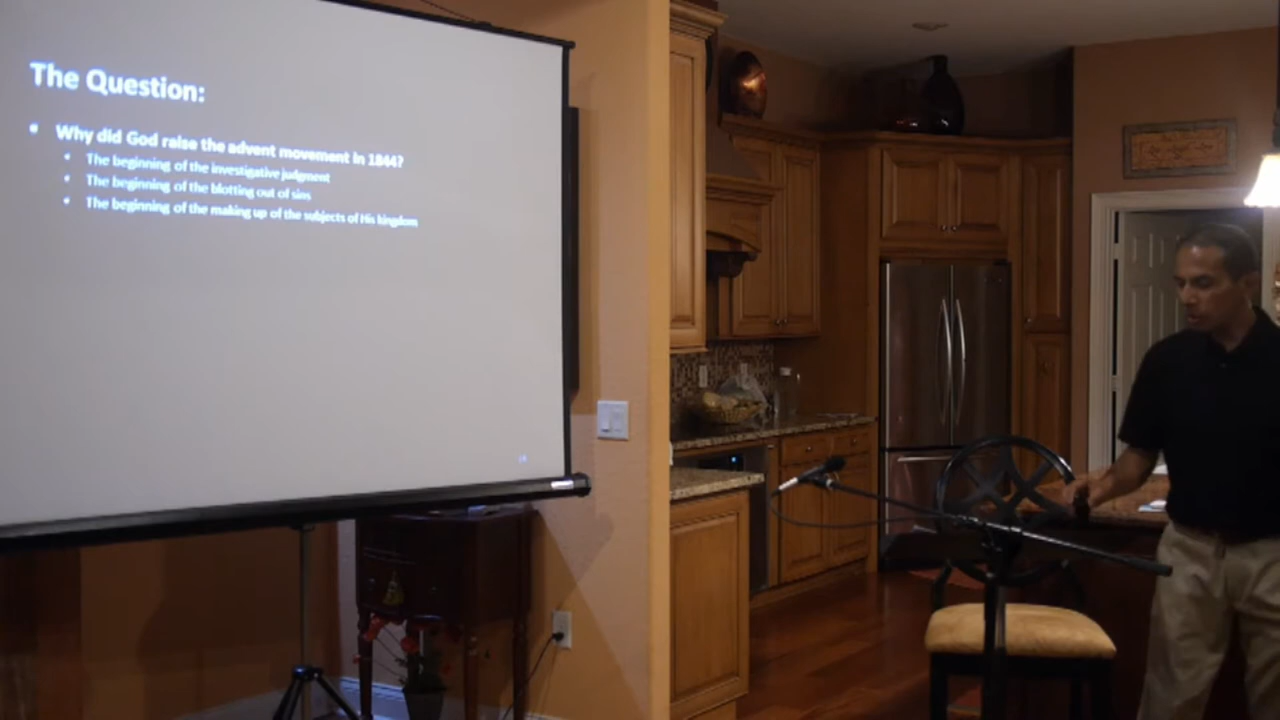 The Question:
Why did God raise the advent movement in 1844?
The beginning of the investigative judgment
The beginning of the blotting out of sins
The beginning of the making up of the subjects of His kingdom